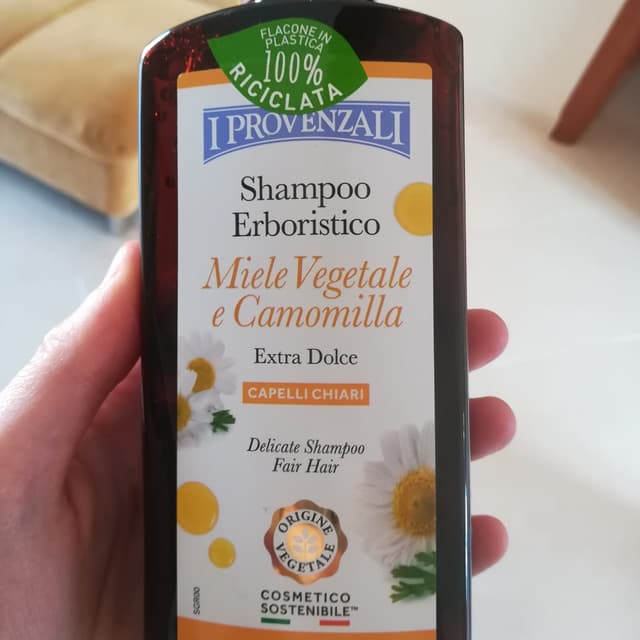 FLACONE IN
PLASTICA
100%
RICICLATA
I PROVENZALI
Shampoo
Erboristico
Miele Vegetale
e Camomilla
Extra Dolce
CAPELLI CHIARI
Delicate Shampoo
Fair Hair
ORIGINE
VEGETALE
COSMETICO
SOSTENIBILE™